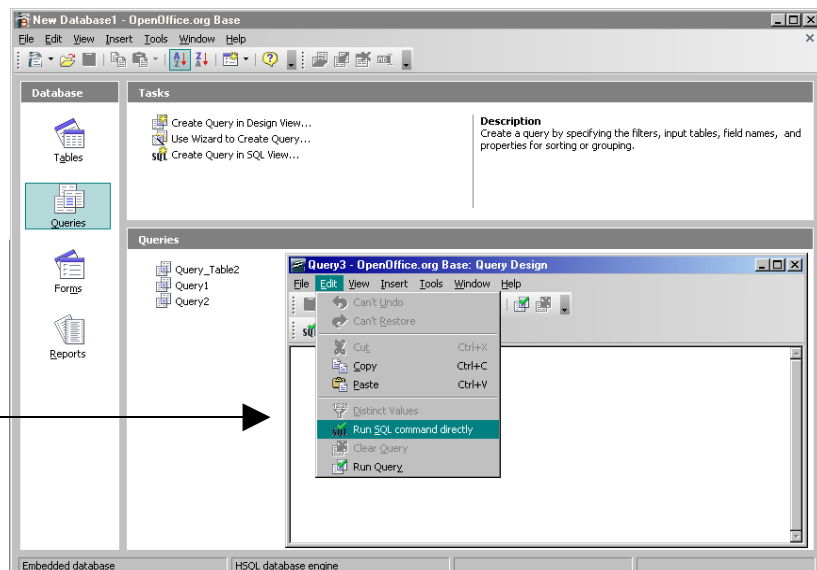 New Database1 - OpenOffice.org Base
File Edit View Insert Tools Window Help
Database
Tasks
Tables
Queries
Forms
Reports
Create Query in Design View...
Use Wizard to Create Query...
SQL Create Query in SQL View...
Description
Create a query by specifying the filters, input tables, field names, and
properties for sorting or grouping.
Queries
Query_Table2
Query1
Query2
Query3 - OpenOffice.org Base: Query Design
File Edit View Insert Tools Window Help
Can't Undo
Can't Restore
Cut Ctrl+X
Copy Ctrl+C
Paste Ctrl+V
Distinct Values
SQL Run SQL command directly
Clear Query
Run Query
Embedded database
HSQL database engine